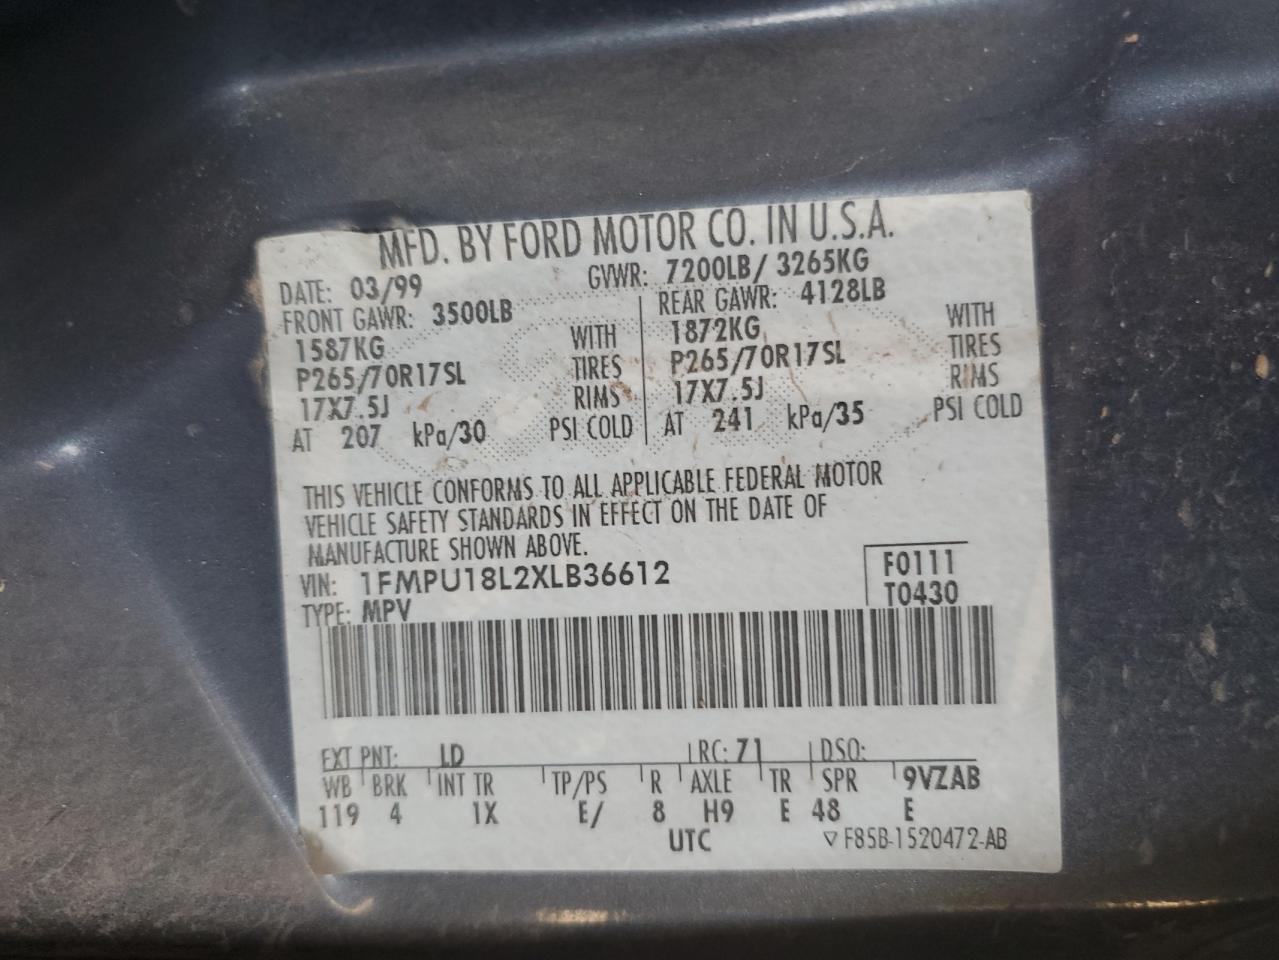 MFD. BY FORD MOTOR CO. IN U.S.A.
DATE: 03/99 GVWR: 7200LB/ 3265KG
FRONT GAWR: 3500LB REAR GAWR: 4128LB
1587KG WITH 1872KG WITH
P265/70R17SL TIRES P265/70R17SL TIRES
17X7.5J RIMS 17X7.5J RIMS
AT 207 kPa/30 PSI COLD AT 241 kPa/35 PSI COLD
THIS VEHICLE CONFORMS TO ALL APPLICABLE FEDERAL MOTOR
VEHICLE SAFETY STANDARDS IN EFFECT ON THE DATE OF
MANUFACTURE SHOWN ABOVE.
VIN: 1FMPU18L2XLB36612 F0111
TYPE: MPV T0430
EXT PNT: LD RC: 71 DSO:
WB BRK INT TR TP/PS R AXLE TR SPR 9VZAB
119 4 1X E/ 8 H9 E 48 E
UTC ▽ F85B-1520472-AB